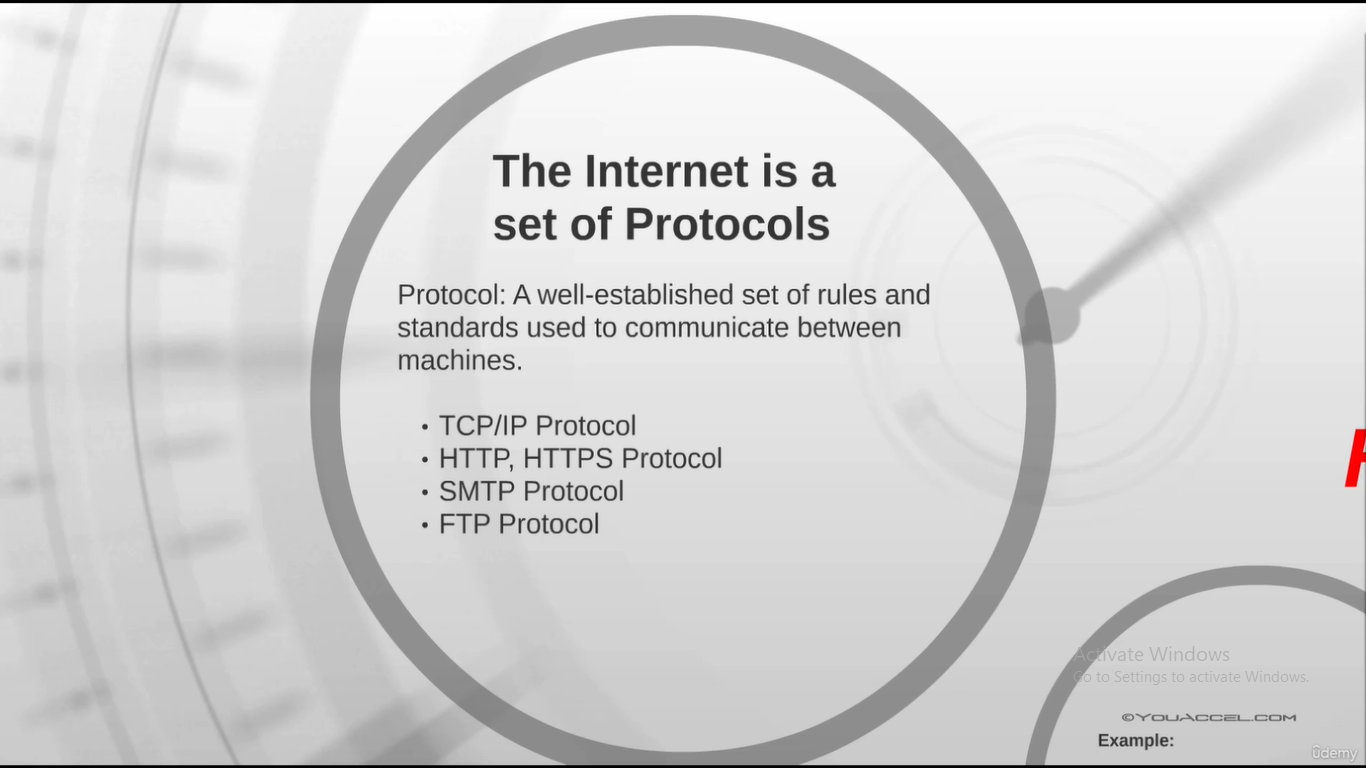 The Internet is a
set of Protocols
Protocol: A well-established set of rules and
standards used to communicate between
machines.
• TCP/IP Protocol
• HTTP, HTTPS Protocol
• SMTP Protocol
• FTP Protocol
Activate Windows
Go to Settings to activate Windows.
©YOUACCEL.COM
Example:
ûdemy